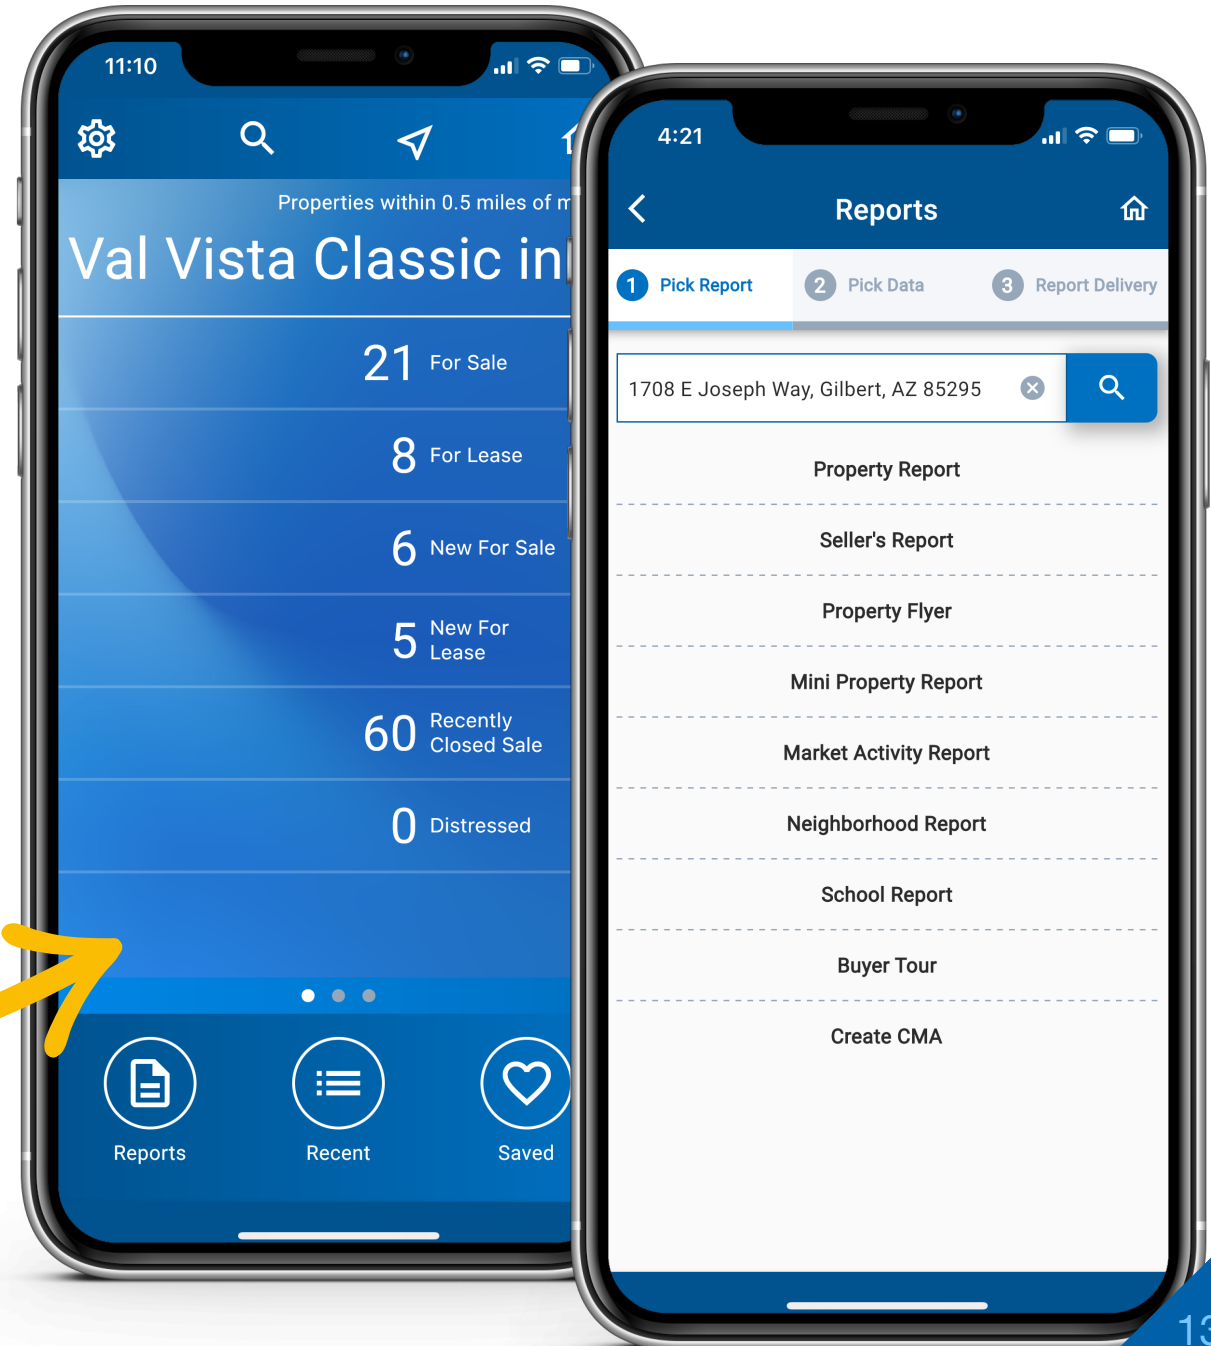 11:10
Properties within 0.5 miles of
Val Vista Classic in
21 For Sale
8 For Lease
6 New For Sale
5 New For
Lease
60 Recently
Closed Sale
0 Distressed
Reports
Recent
Saved
4:21
Reports
1 Pick Report
2 Pick Data
3 Report Delivery
1708 E Joseph Way, Gilbert, AZ 85295
Property Report
Seller's Report
Property Flyer
Mini Property Report
Market Activity Report
Neighborhood Report
School Report
Buyer Tour
Create CMA
13